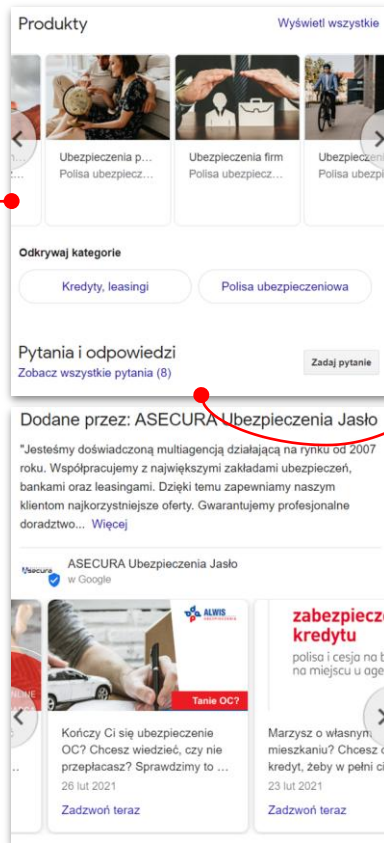 Produkty
Wyświetl wszystkie
Ubezpieczenia p...
Polisa ubezpiecz...
Ubezpieczenia firm
Polisa ubezpiecz...
Polisa
Odkrywaj kategorie
Kredyty, leasingi
Polisa ubezpieczeniowa
Pytania i odpowiedzi
Zobacz wszystkie pytania (8)
Zadaj pytanie
Dodane przez: ASECURA Ubezpieczenia Jasło
"Jesteśmy doświadczoną multiagencją działającą na rynku od 2007
roku. Współpracujemy z największymi zakładami ubezpieczeń,
bankami oraz leasingami. Dzięki temu zapewniamy naszym
klientom najkorzystniejsze oferty. Gwarantujemy profesjonalne
doradztwo... Więcej
ASECURA Ubezpieczenia Jasło
w Google
ALWIS
Tanie OC?
Kończy Ci się ubezpieczenie
OC? Chcesz wiedzieć, czy nie
przepłacasz? Sprawdzimy to ...
26 lut 2021
Zadzwoń teraz
kredytu
polisa i cesja na
na miejscu u
Marzysz o własnym
mieszkaniu? Chcesz
kredyt, żeby w pełni
23 lut 2021
Zadzwoń teraz